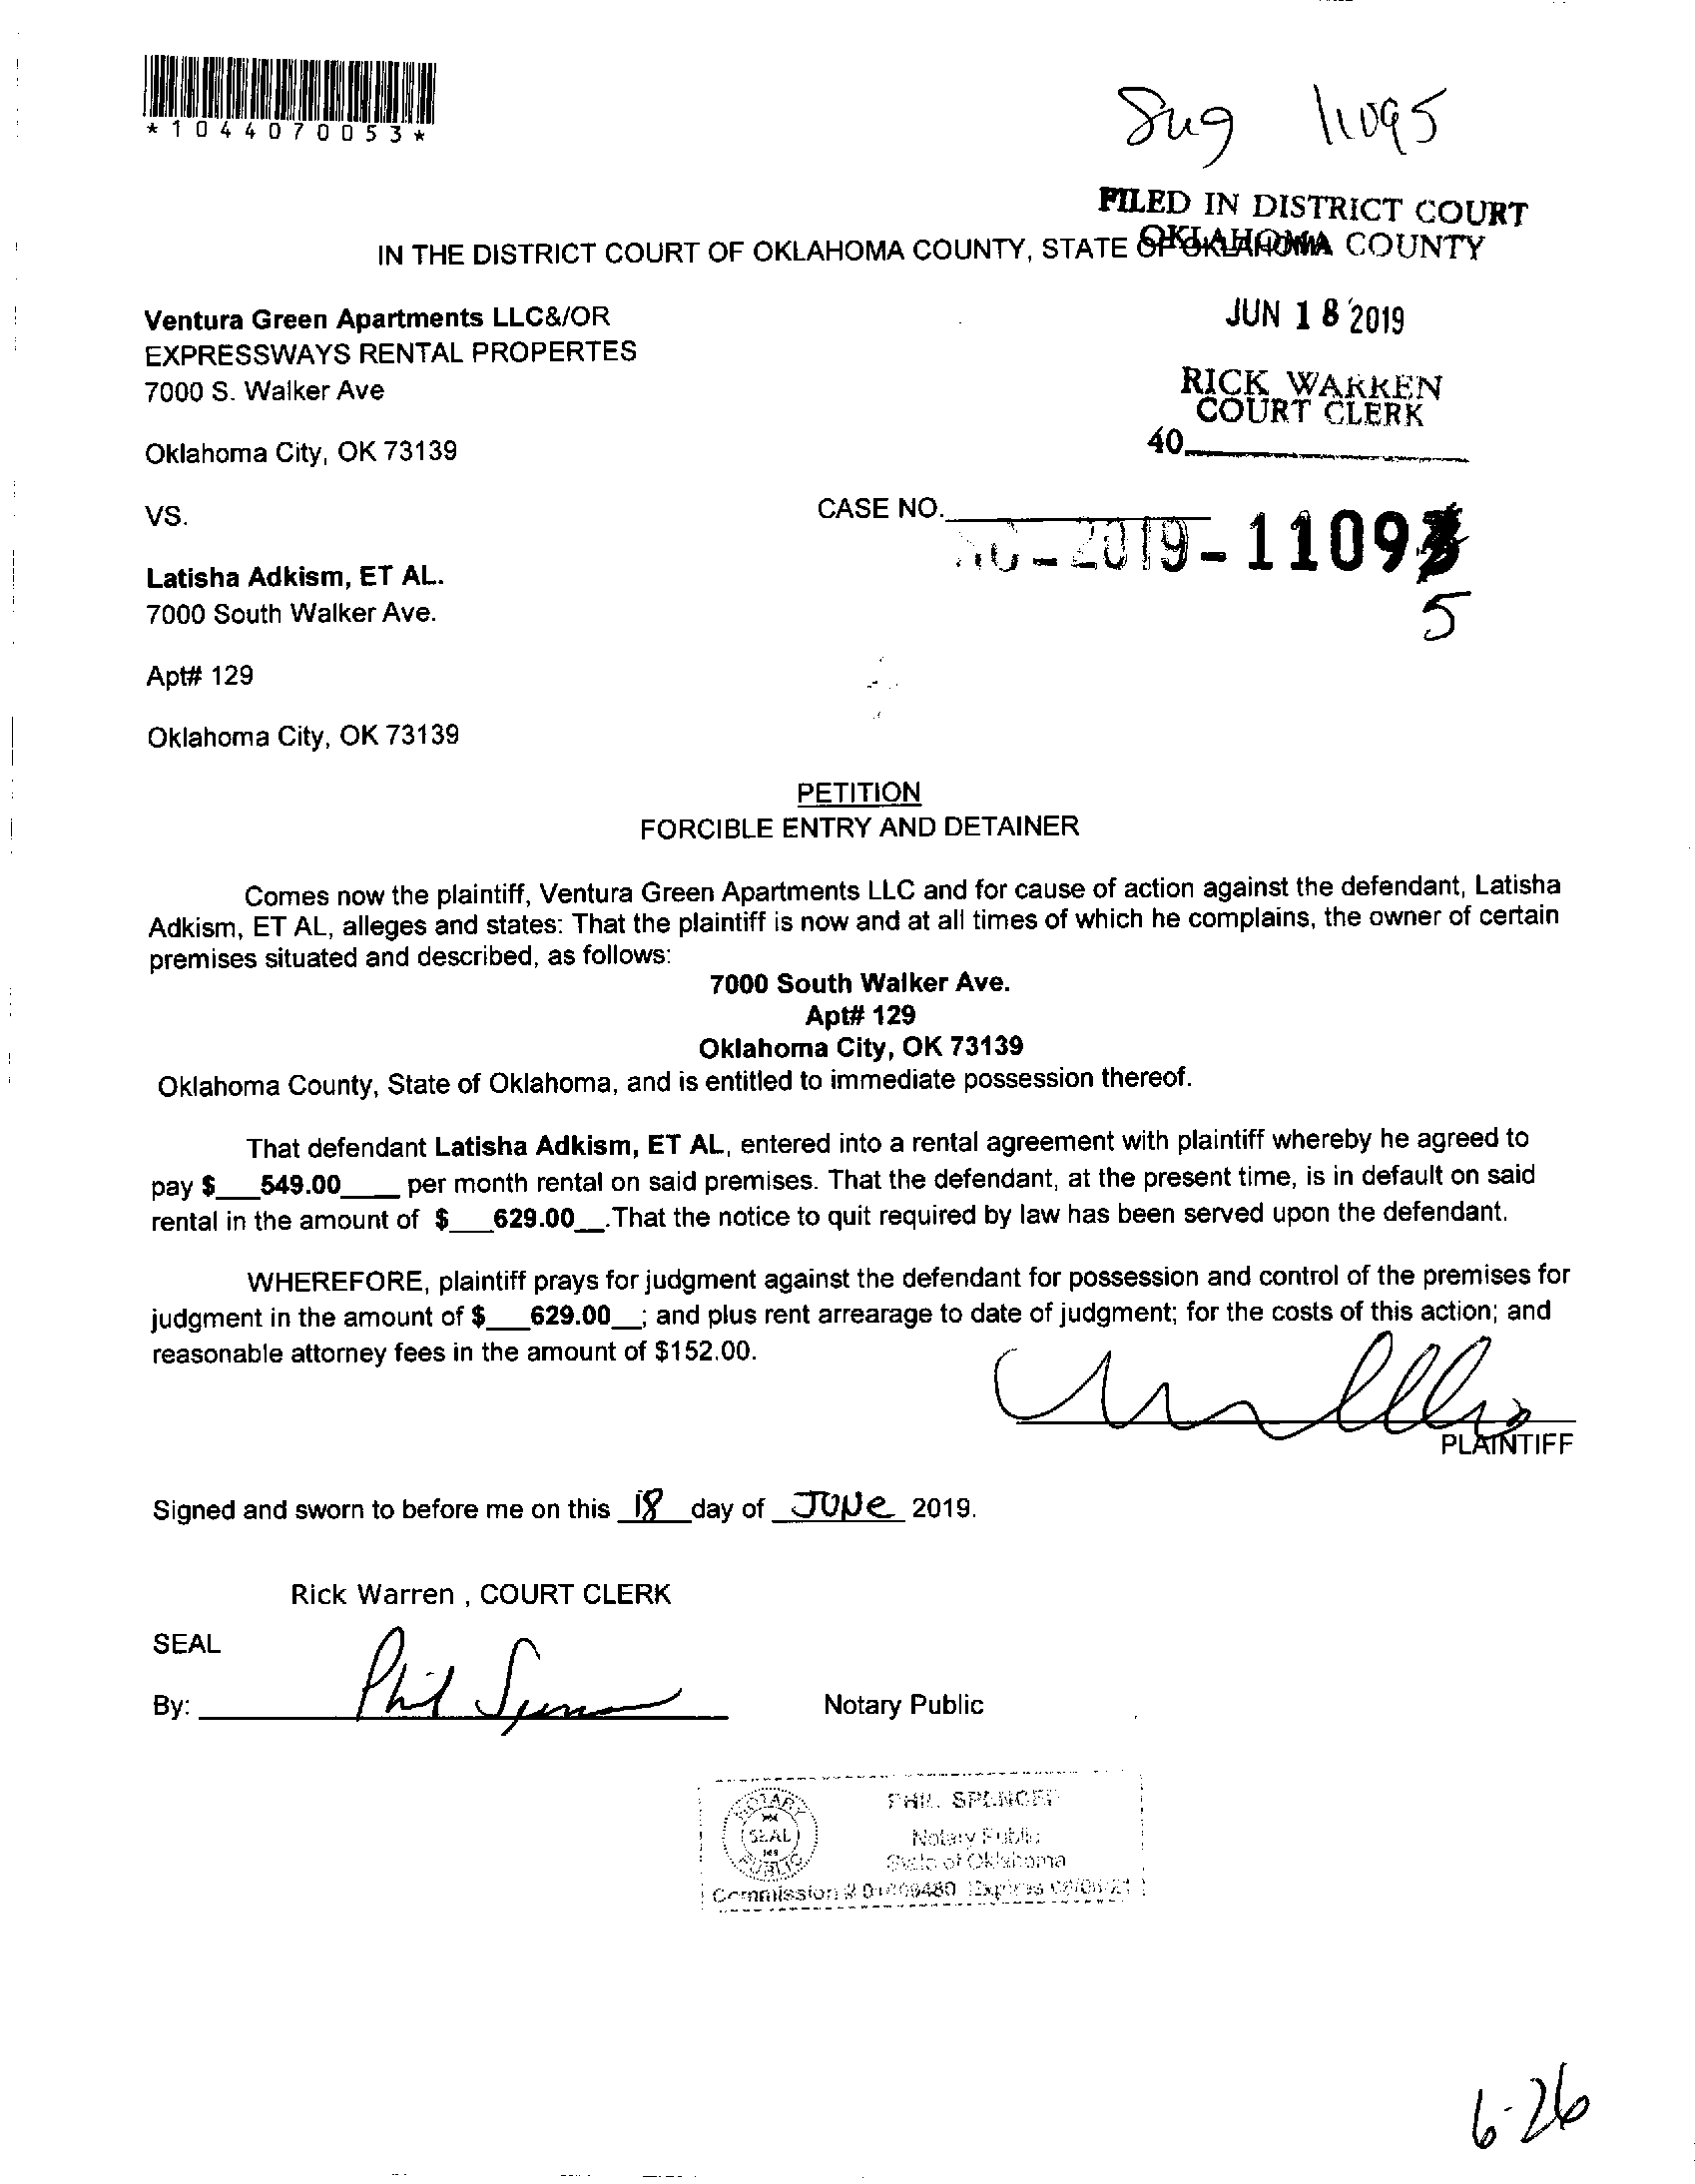 *1044070053*
11095
FILED IN DISTRICT COURT
OKLAHOMA COUNTY
IN THE DISTRICT COURT OF OKLAHOMA COUNTY, STATE OF OKLAHOMA
JUN 18 2019
RICK WARREN
COURT CLERK
40
Ventura Green Apartments LLC&/OR
EXPRESSWAYS RENTAL PROPERTES
7000 S. Walker Ave
Oklahoma City, OK 73139
VS.
CASE NO.
-2019-1109
5
Latisha Adkism, ET AL.
7000 South Walker Ave.
Apt# 129
Oklahoma City, OK 73139
PETITION
FORCIBLE ENTRY AND DETAINER
Comes now the plaintiff, Ventura Green Apartments LLC and for cause of action against the defendant, Latisha
Adkism, ET AL, alleges and states: That the plaintiff is now and at all times of which he complains, the owner of certain
premises situated and described, as follows:
7000 South Walker Ave.
Apt# 129
Oklahoma City, OK 73139
Oklahoma County, State of Oklahoma, and is entitled to immediate possession thereof.
That defendant Latisha Adkism, ET AL, entered into a rental agreement with plaintiff whereby he agreed to
pay $___549.00____ per month rental on said premises. That the defendant, at the present time, is in default on said
rental in the amount of $___629.00__.That the notice to quit required by law has been served upon the defendant.
WHEREFORE, plaintiff prays for judgment against the defendant for possession and control of the premises for
judgment in the amount of $___629.00__; and plus rent arrearage to date of judgment; for the costs of this action; and
reasonable attorney fees in the amount of $152.00.
PLAINTIFF
Signed and sworn to before me on this 18 day of JUNe 2019.
Rick Warren , COURT CLERK
SEAL
By: Phil Spencer
Notary Public
NOTARY
SEAL
PUBLIC
PHIL SPENCER
Notary Public
State of Oklahoma
Commission # Expires
6-26